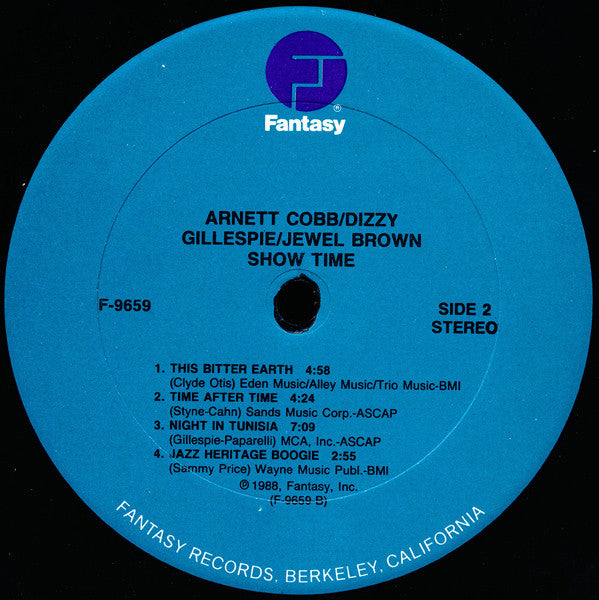 ®
Fantasy
ARNETT COBB/DIZZY
GILLESPIE/JEWEL BROWN
SHOW TIME
F-9659
SIDE 2
STEREO
1. THIS BITTER EARTH 4:58
(Clyde Otis) Eden Music/Alley Music/Trio Music-BMI
2. TIME AFTER TIME 4:24
(Styne-Cahn) Sands Music Corp.-ASCAP
3. NIGHT IN TUNISIA 7:09
(Gillespie-Paparelli) MCA, Inc.-ASCAP
4. JAZZ HERITAGE BOOGIE 2:55
(Sammy Price) Wayne Music Publ.-BMI
℗ 1988, Fantasy, Inc.
(F-9659 B)
FANTASY RECORDS, BERKELEY, CALIFORNIA